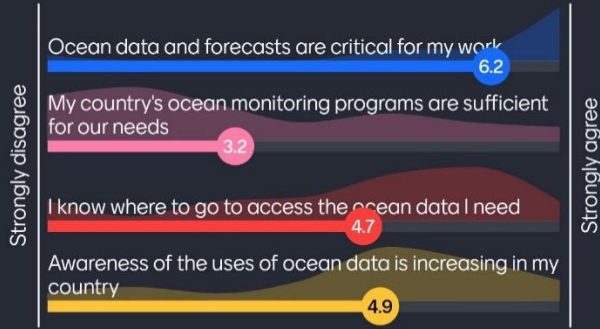 Strongly disagree
Ocean data and forecasts are critical for my work
6.2
My country's ocean monitoring programs are sufficient
for our needs
3.2
I know where to go to access the ocean data I need
4.7
Awareness of the uses of ocean data is increasing in my
country
4.9
Strongly agree